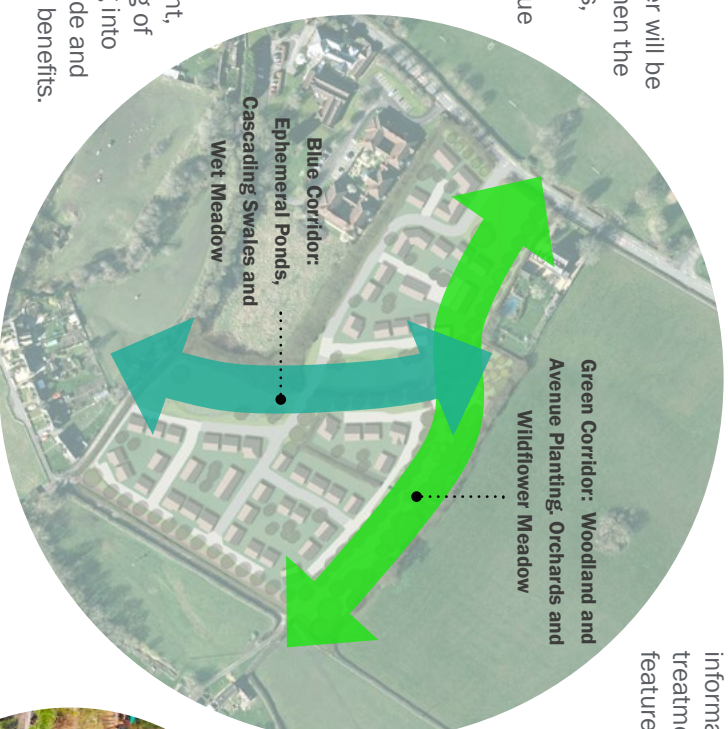 er will be
hen the
s,
ue
nt,
g of
into
de and
benefits.
Green Corridor: Woodland and
Avenue Planting. Orchards and
Wildflower Meadow
Blue Corridor:
Ephemeral Ponds,
Cascading Swales and
Wet Meadow
informa
treatme
feature